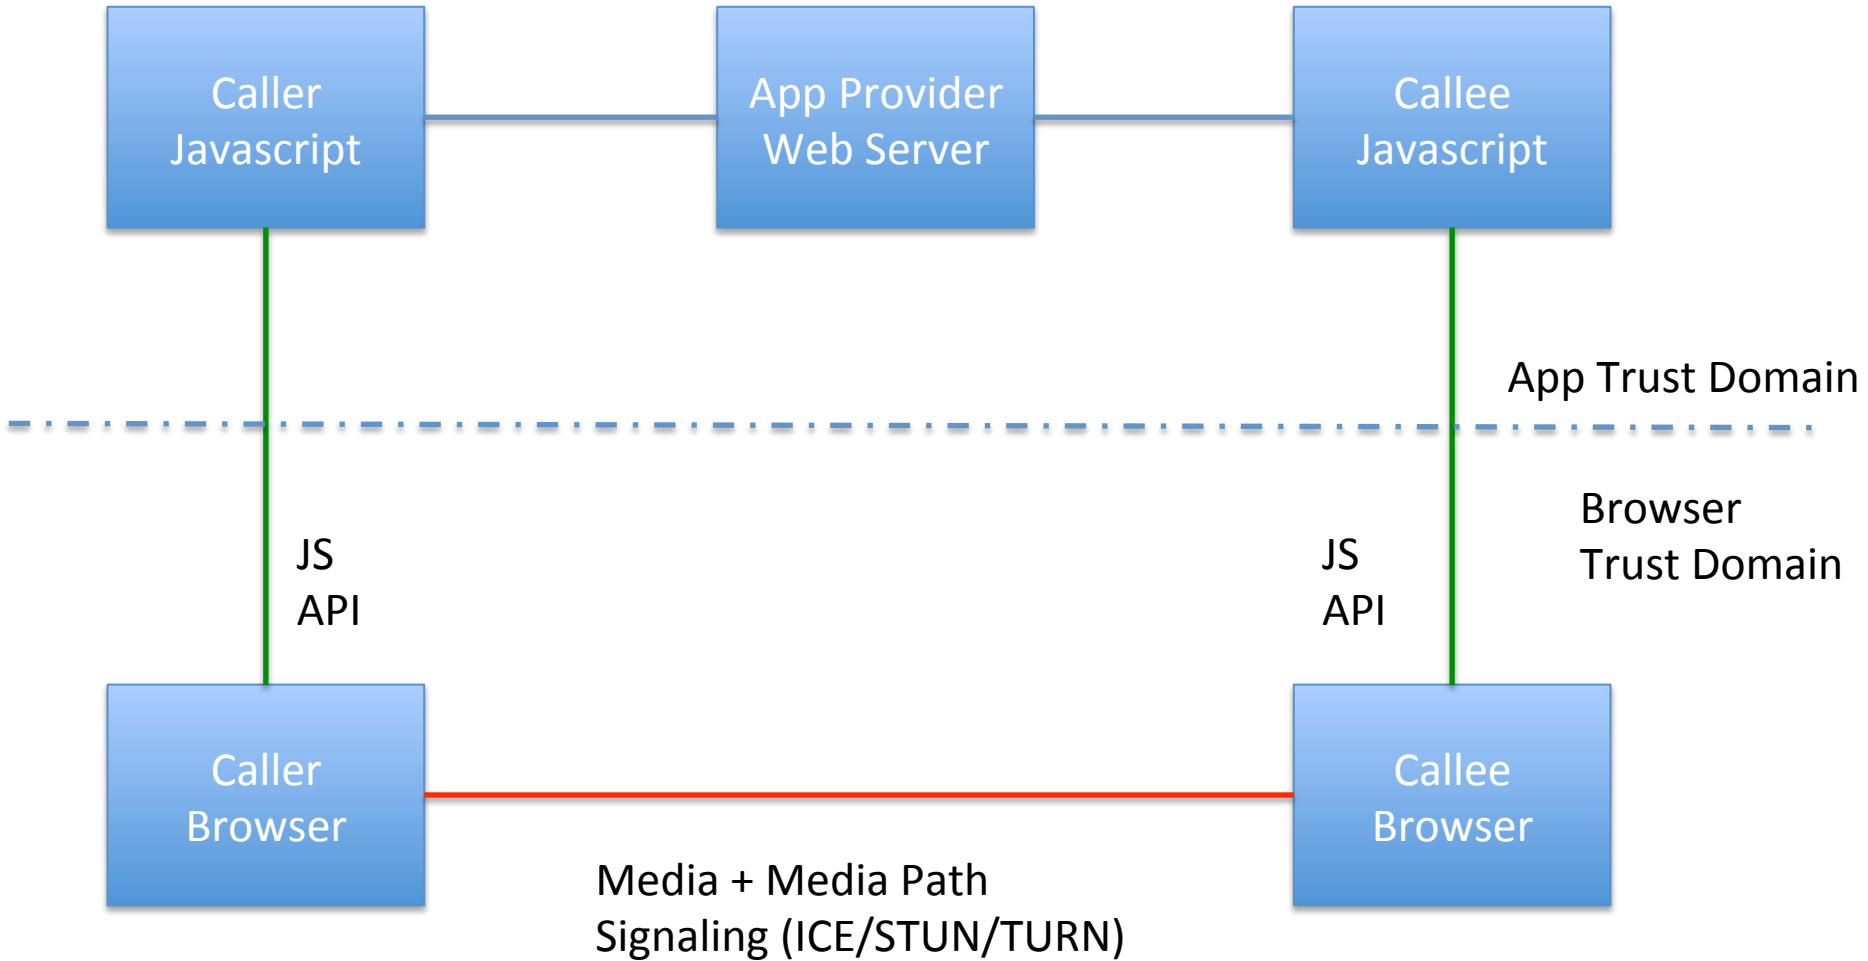 Caller
Javascript
App Provider
Web Server
Callee
Javascript
App Trust Domain
Browser
Trust Domain
JS
API
JS
API
Caller
Browser
Callee
Browser
Media + Media Path
Signaling (ICE/STUN/TURN)